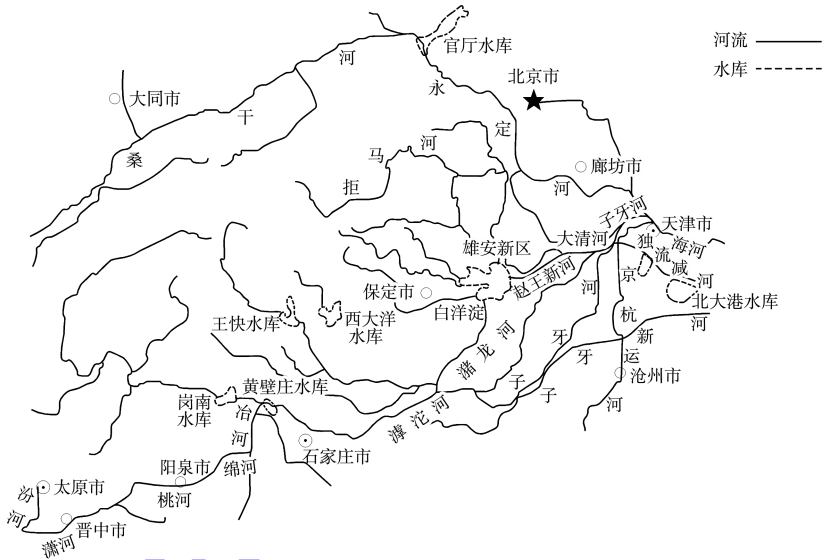 官厅水库
河流
水库
河
永
北京市
大同市
干
定
河
马
桑
廊坊市
拒
河
子牙河
天津市
雄安新区
大清河
独
海河
流
减
河
赵王新河
京
保定市
河
北大港水库
白洋淀
王快水库
西大洋
水库
杭
新
河
龙
河
潴
牙
牙
运
子
子
沧州市
黄壁庄水库
岗南
水库
冶
河
滹沱河
河
石家庄市
阳泉市
绵河
桃河
太原市
汾
河
晋中市
潇河